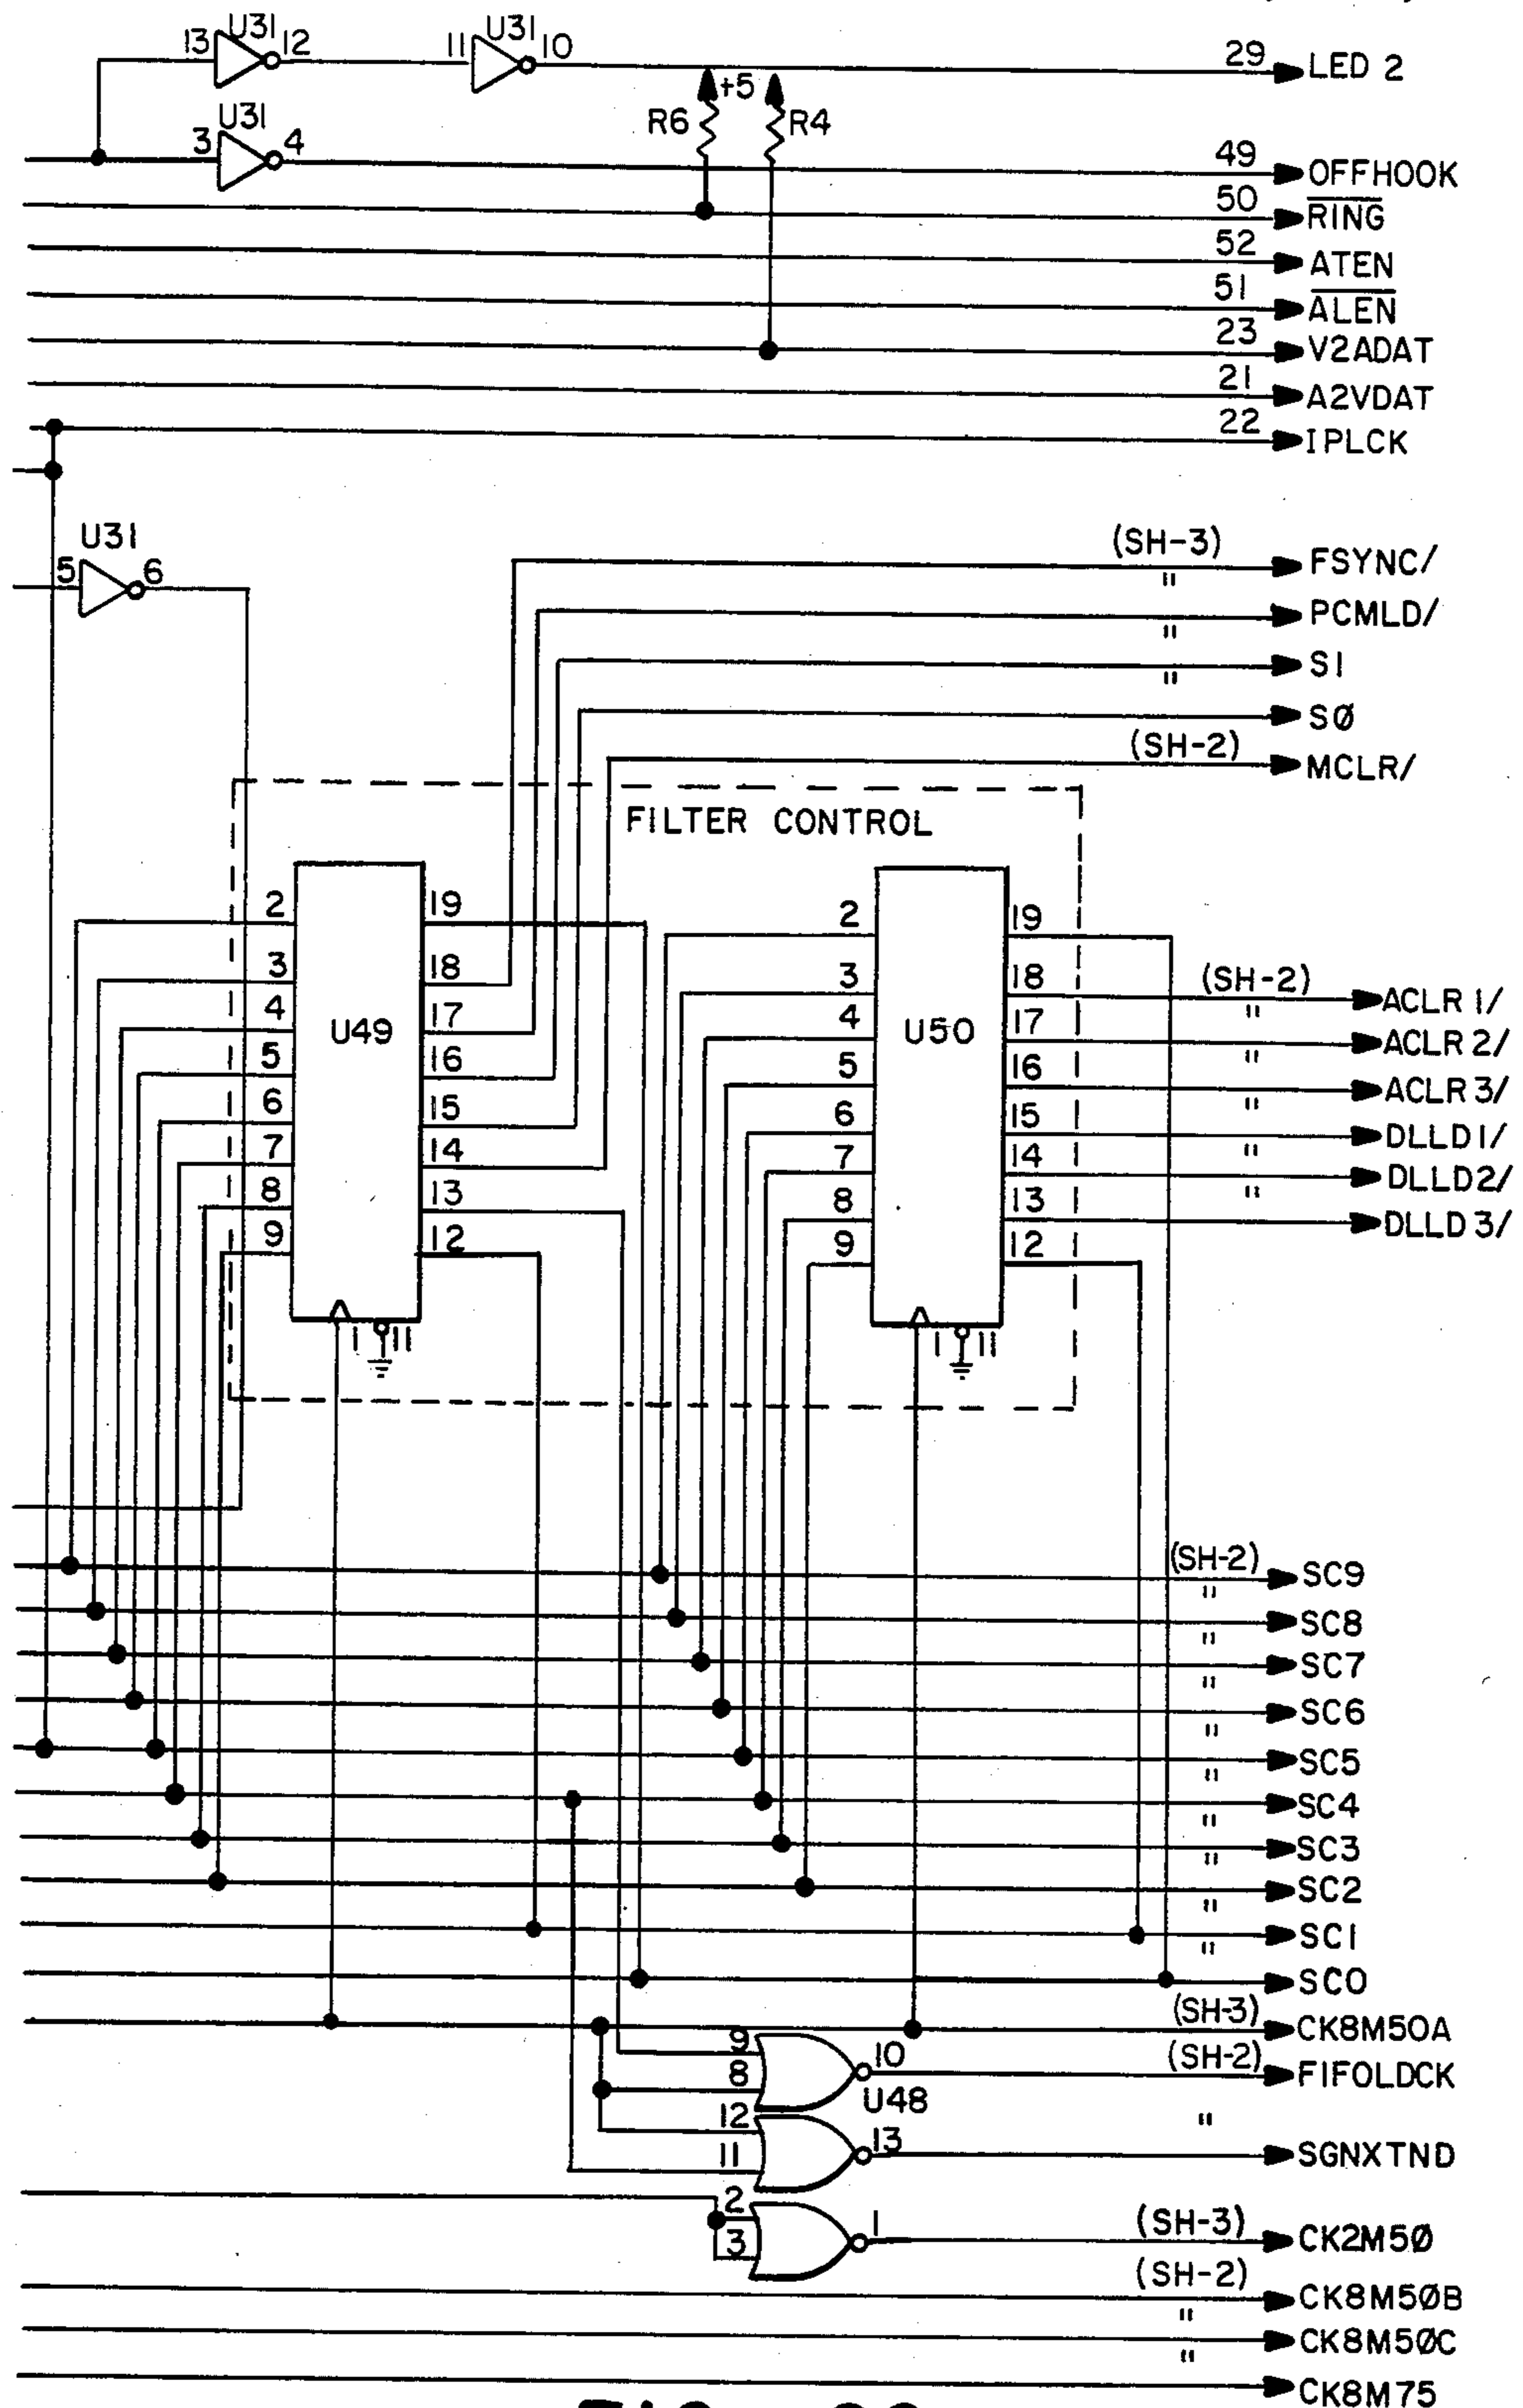 U31 U31
13 12 11 10 29 LED 2
+5
R6 R4
U31
3 4 49 OFFHOOK
50 RING
52 ATEN
51 ALEN
23 V2ADAT
21 A2VDAT
22 IPLCK
U31
5 6
(SH-3) FSYNC/
" PCMLD/
" S1
" SØ
(SH-2) MCLR/
FILTER CONTROL
2 19 2 19
3 18 3 18 (SH-2) ACLR 1/
4 17 4 17 " ACLR 2/
U49 U50
5 16 5 16 " ACLR 3/
6 15 6 15 " DLLD1/
7 14 7 14 " DLLD2/
8 13 8 13 " DLLD3/
9 12 9 12
1 11 1 11
(SH-2) SC9
" SC8
" SC7
" SC6
" SC5
" SC4
" SC3
" SC2
" SC1
" SC0
(SH-3) CK8M50A
9 10 (SH-2) FIFOLDCK
8 U48
12 13 " SGNXTND
11
2 1 (SH-3) CK2M5Ø
3
(SH-2) CK8M5ØB
" CK8M5ØC
" CK8M75